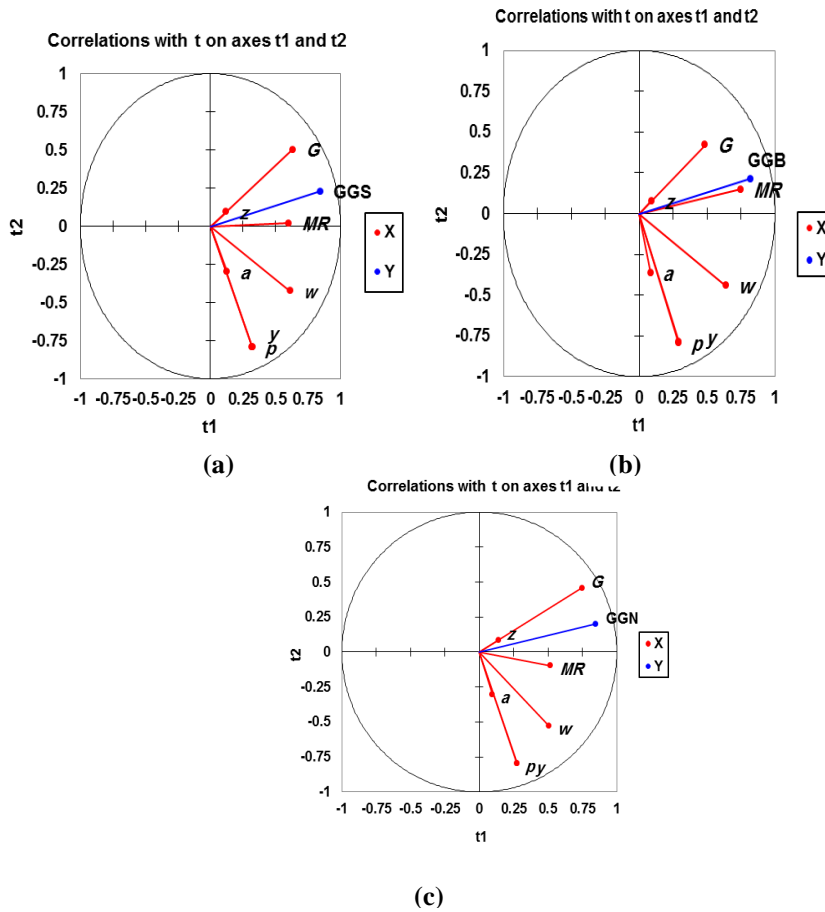 Correlations with t on axes t1 and t2
1
0.75
0.5
0.25
0
-0.25
-0.5
-0.75
-1
t2
G
GGS
z
MR
a
w
y
p
X
Y
-1 -0.75 -0.5 -0.25 0 0.25 0.5 0.75 1
t1
(a)
Correlations with t on axes t1 and t2
1
0.75
0.5
0.25
0
-0.25
-0.5
-0.75
-1
t2
G
GGB
MR
z
a
w
p y
X
Y
-1 -0.75 -0.5 -0.25 0 0.25 0.5 0.75 1
t1
(b)
Correlations with t on axes t1 and t2
1
0.75
0.5
0.25
0
-0.25
-0.5
-0.75
-1
t2
G
GGN
z
MR
a
w
p y
X
Y
-1 -0.75 -0.5 -0.25 0 0.25 0.5 0.75 1
t1
(c)